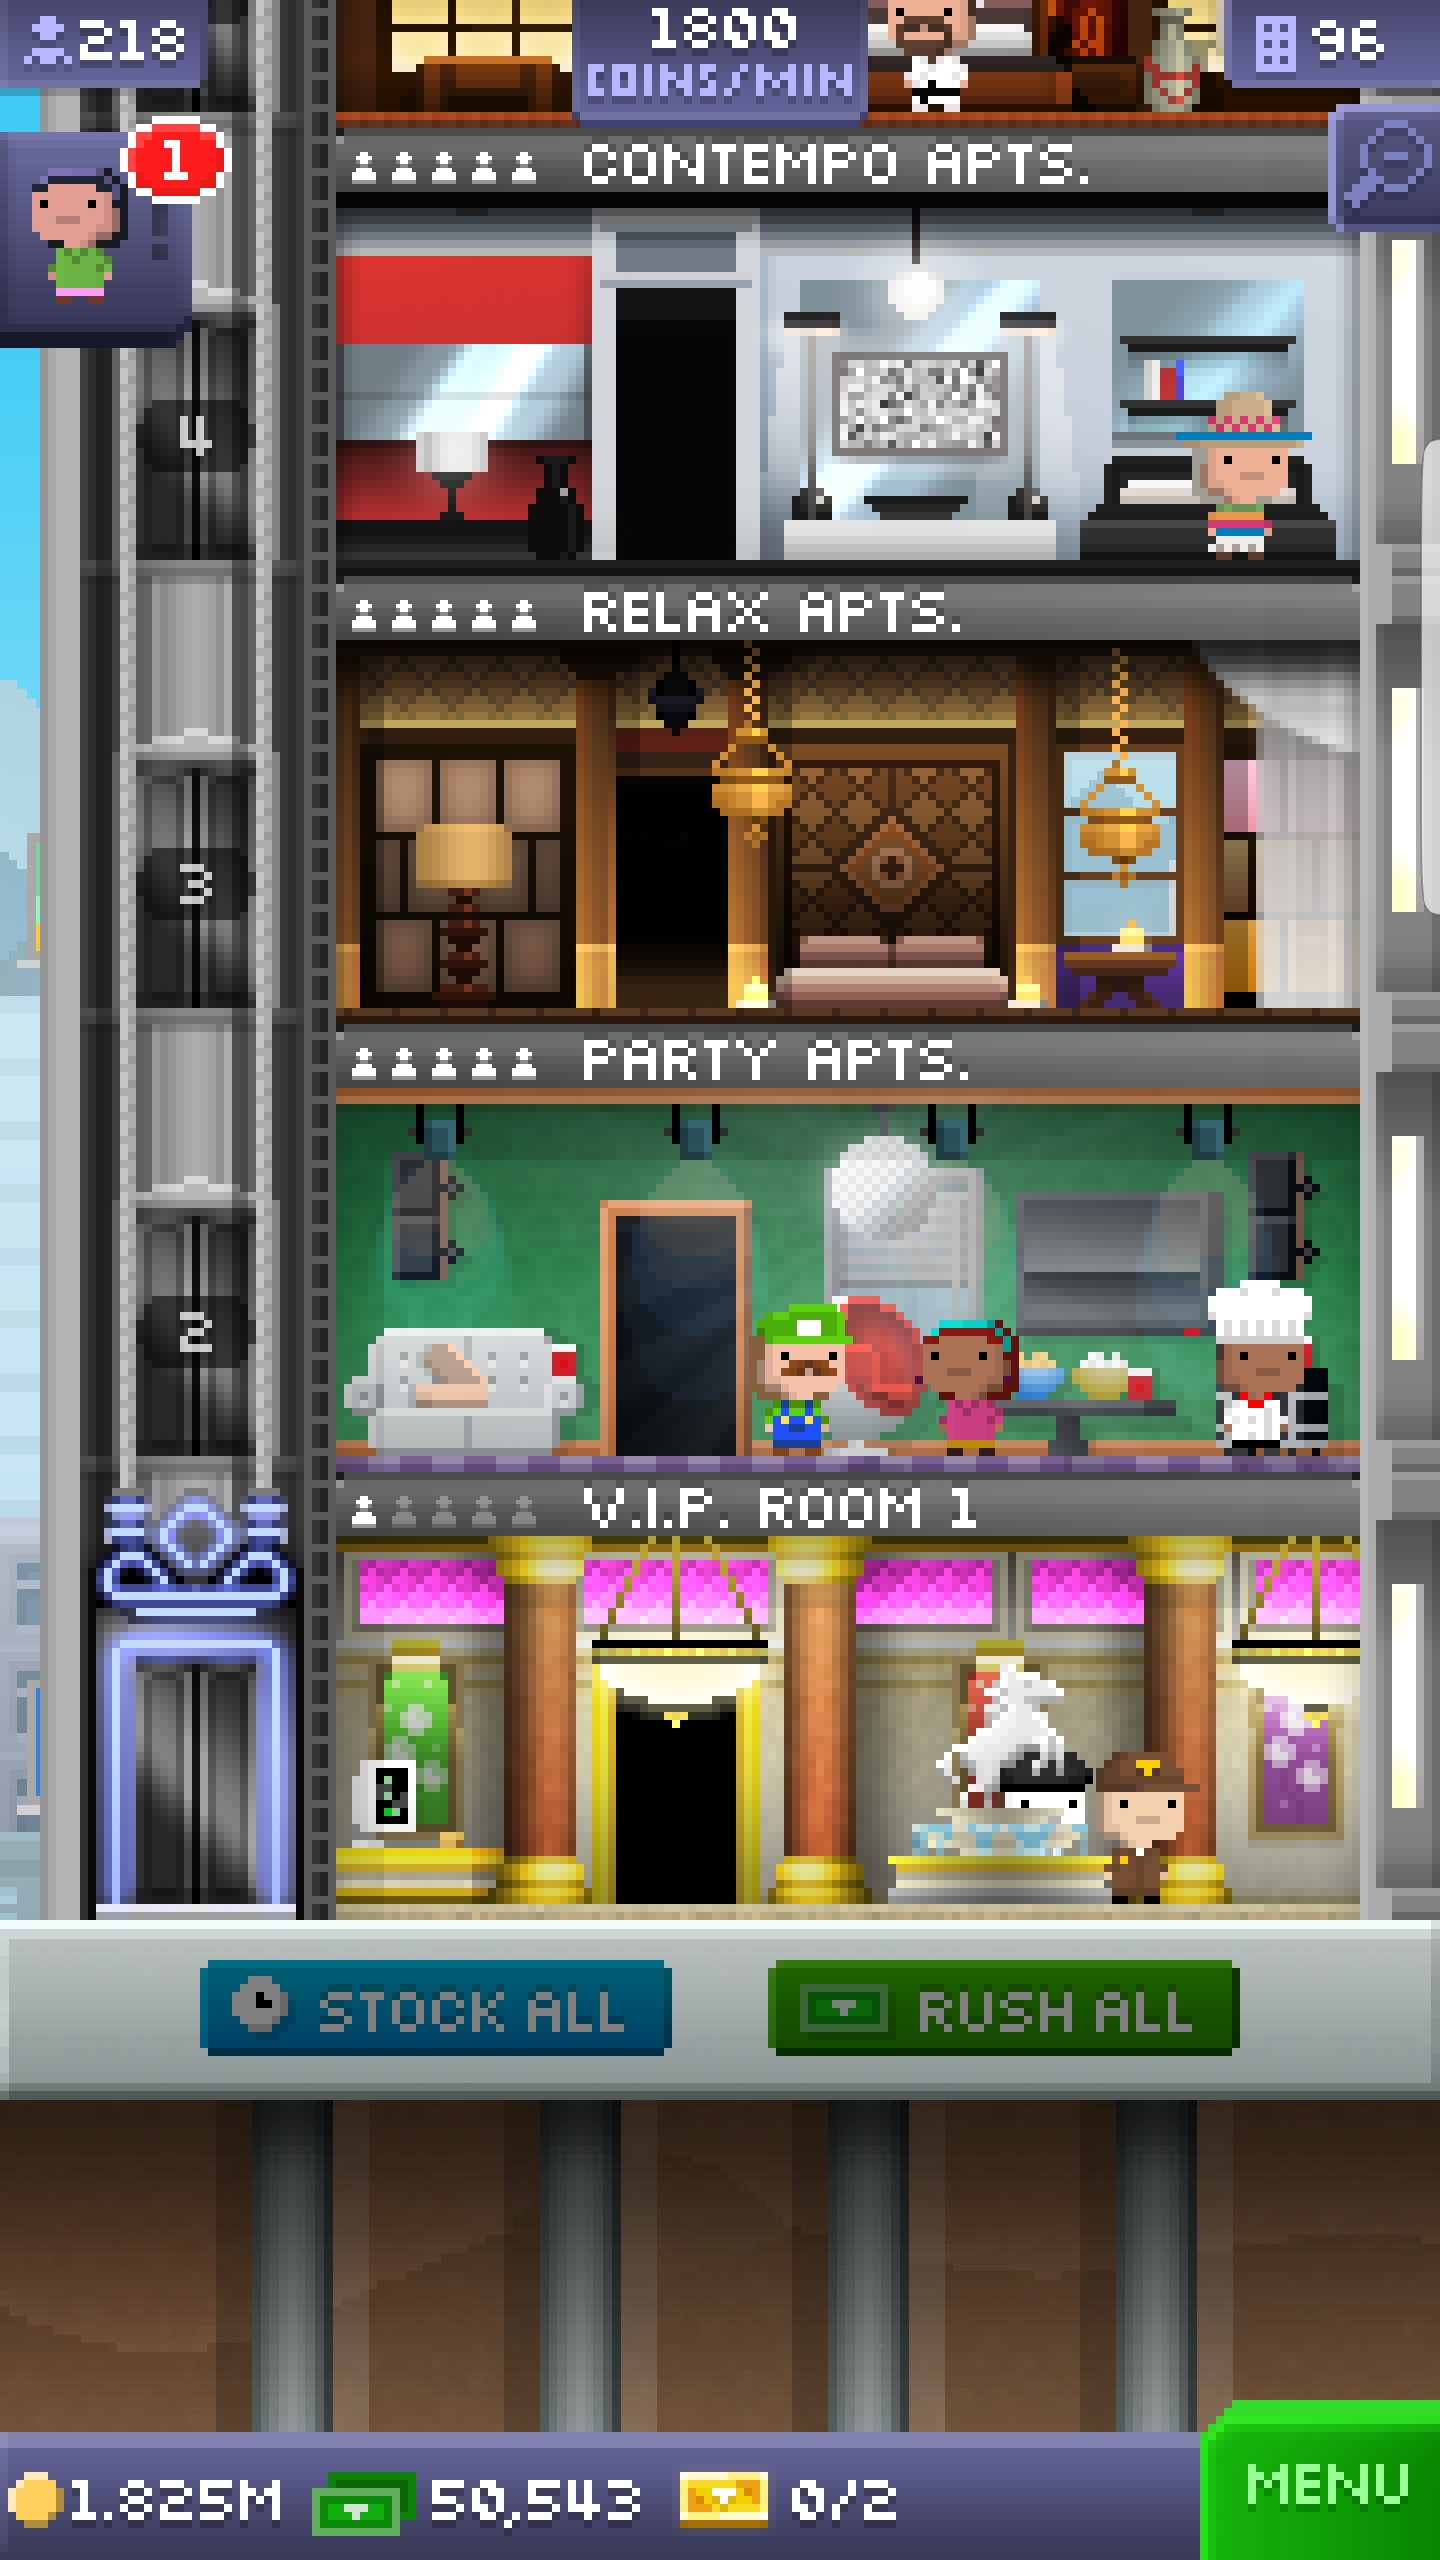 218
1800
COINS/MIN
96
1
CONTEMPO APTS.
4
RELAX APTS.
3
PARTY APTS.
2
V.I.P. ROOM 1
STOCK ALL
RUSH ALL
1.825M
50,543
0/2
MENU